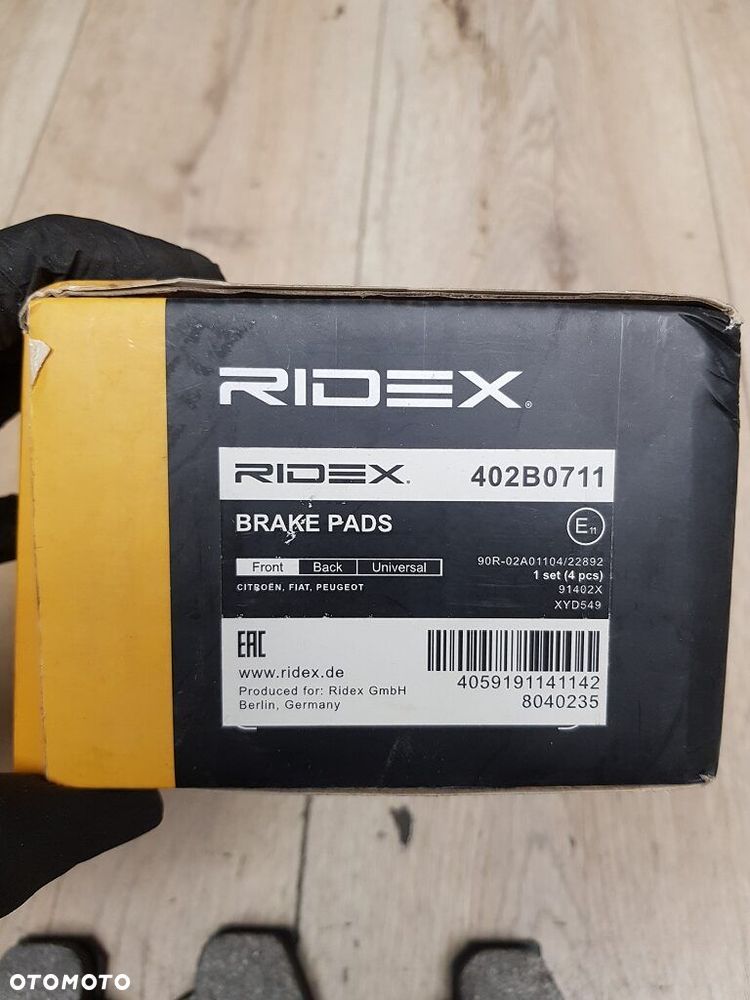 RIDEX®
RIDEX. 402B0711
BRAKE PADS E11
Front Back Universal
CITROËN, FIAT, PEUGEOT
90R-02A01104/22892
1 set (4 pcs)
91402X
XYD549
EAC
www.ridex.de
Produced for: Ridex GmbH
Berlin, Germany
4059191141142
8040235
OTOMOTO